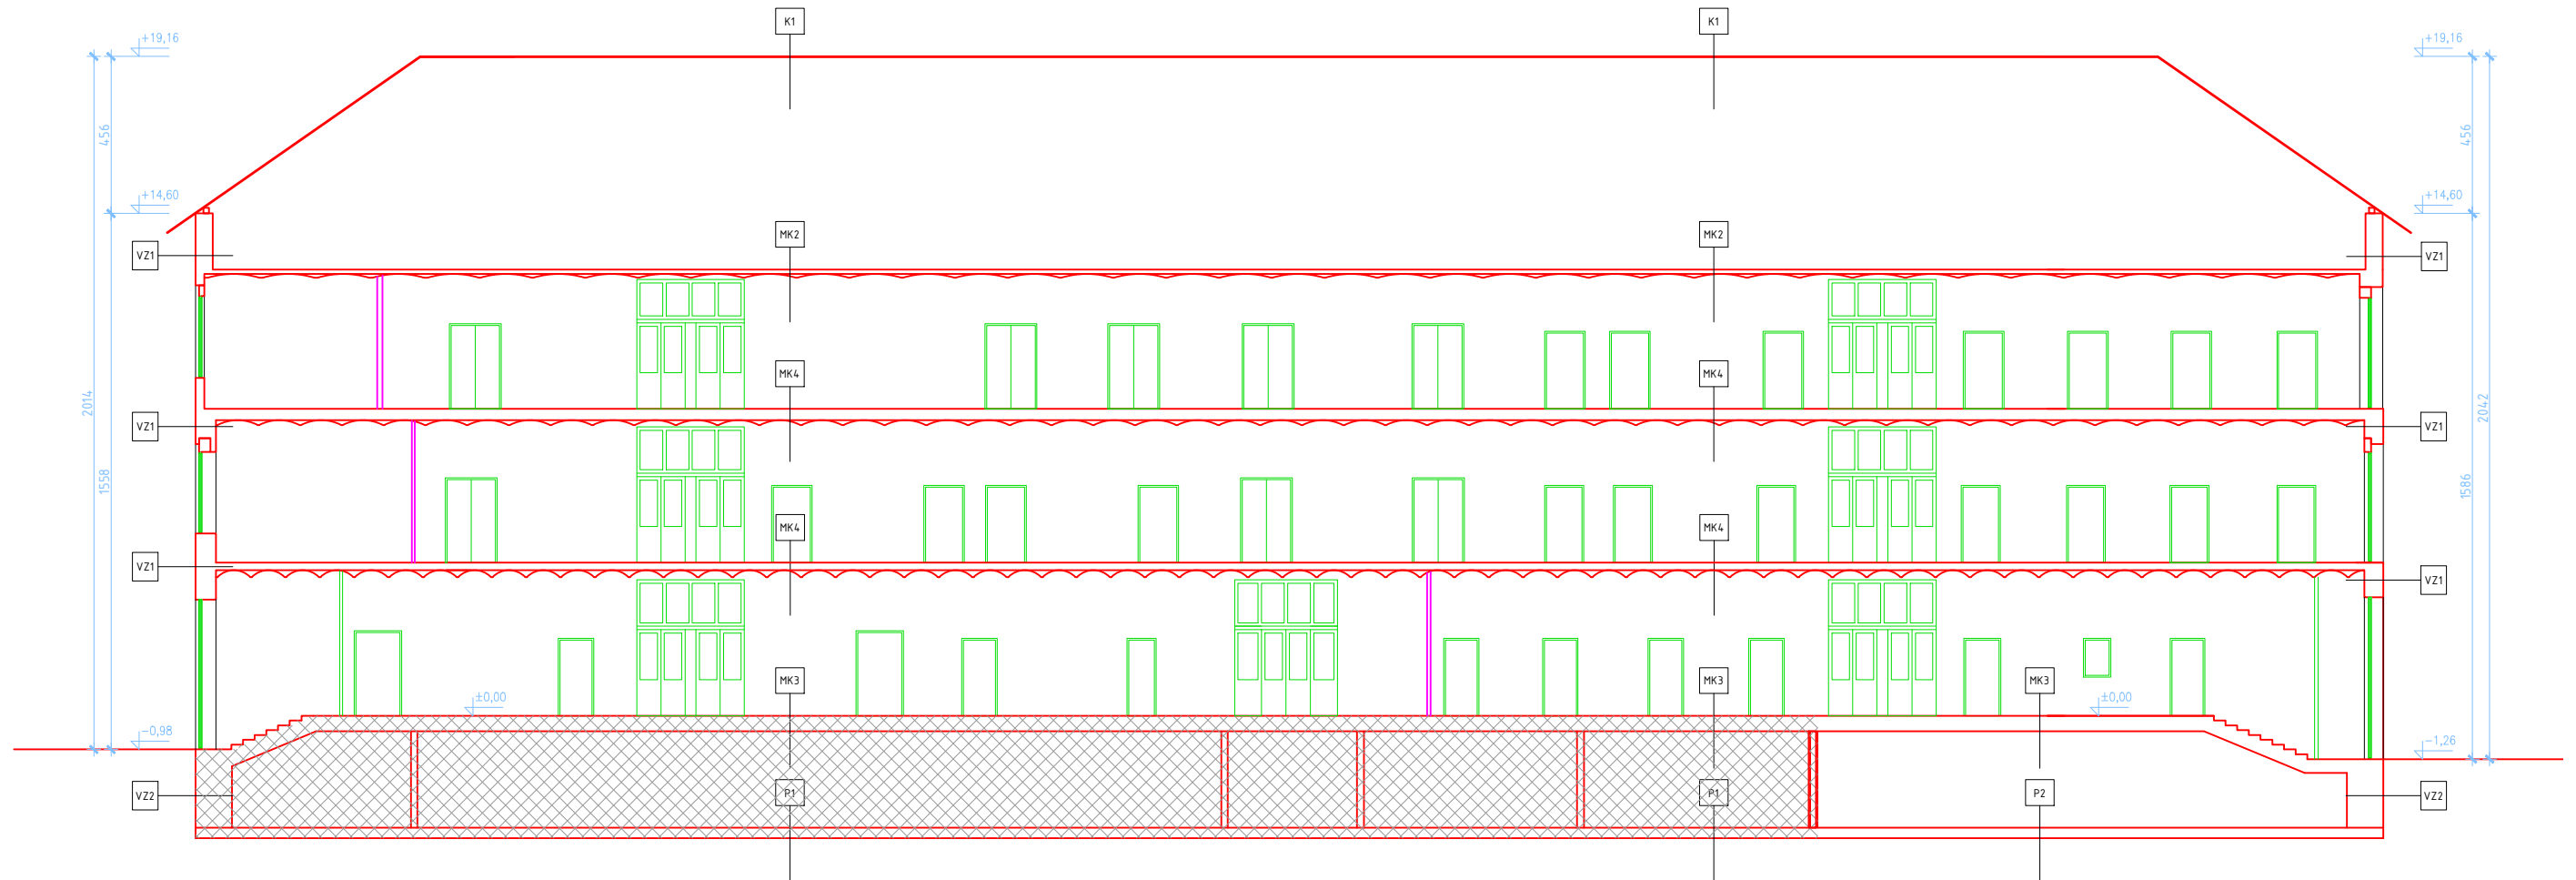 K1
K1
+19,16
+19,16
456
456
+14,60
+14,60
MK2
MK2
VZ1
VZ1
MK4
MK4
2014
2042
VZ1
VZ1
1558
1586
MK4
MK4
VZ1
VZ1
MK3
MK3
MK3
±0,00
±0,00
-0,98
-1,26
VZ2
P1
P1
P2
VZ2